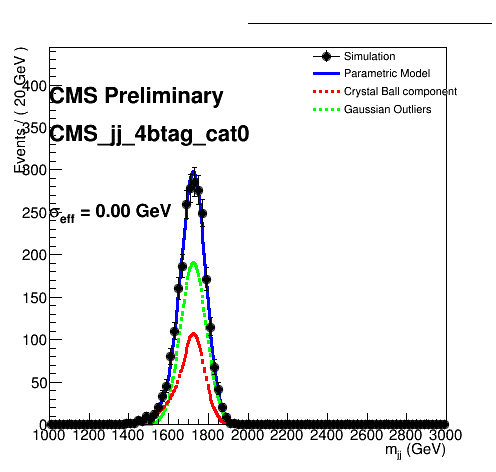 Events / ( 20 GeV )
Simulation
Parametric Model
Crystal Ball component
Gaussian Outliers
CMS Preliminary
CMS_jj_4btag_cat0
σeff = 0.00 GeV
400
350
300
250
200
150
100
50
0
1000 1200 1400 1600 1800 2000 2200 2400 2600 2800 3000
mjj (GeV)